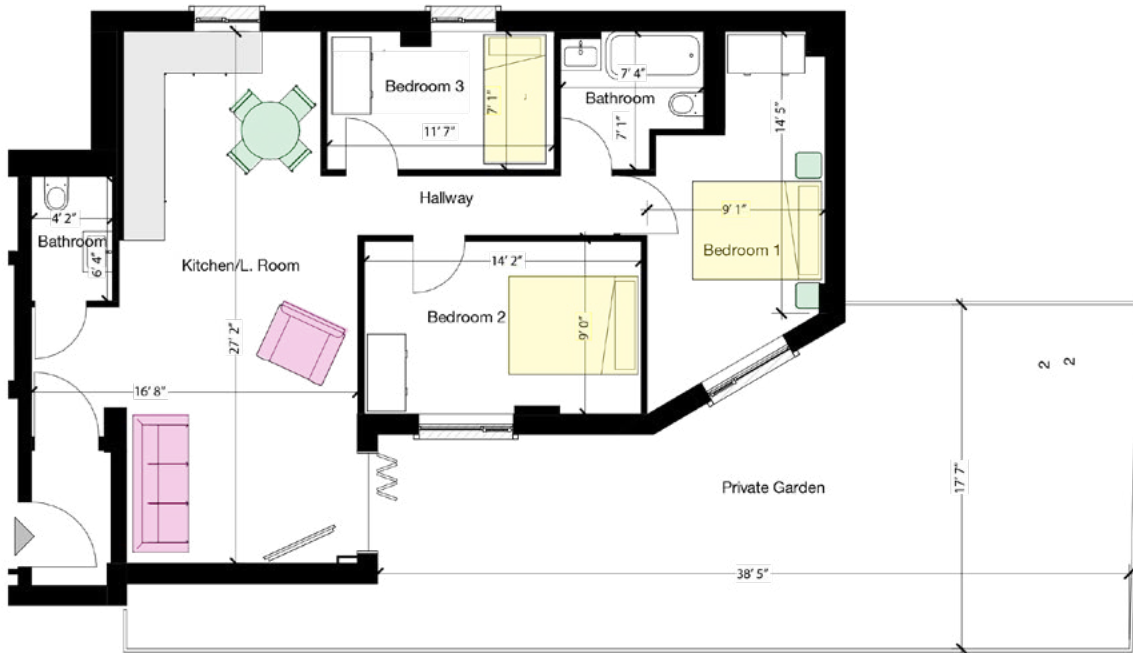 Bedroom 3
7' 1"
11' 7"
7' 4"
Bathroom
7' 1"
14' 5"
Hallway
4' 2"
Bathroom
6' 4"
Kitchen/L. Room
27' 2"
16' 8"
14' 2"
Bedroom 2
9' 0"
9' 1"
Bedroom 1
2 2
Private Garden
17' 7"
38' 5"